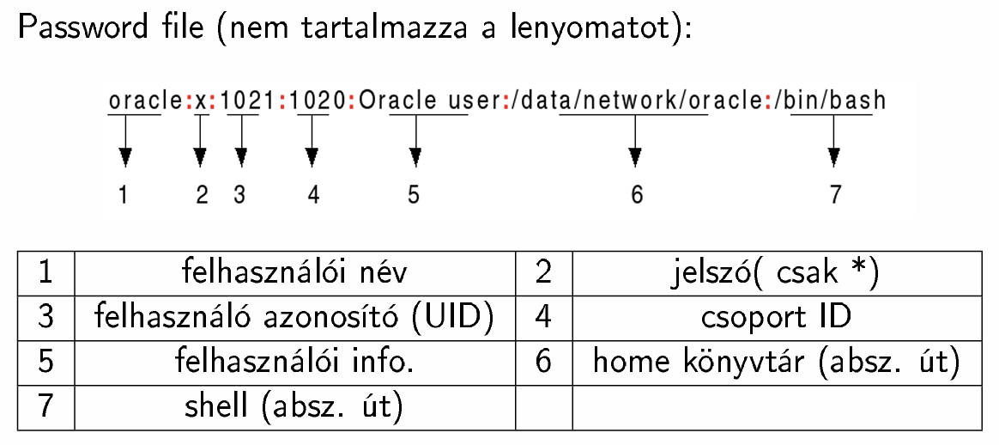 Password file (nem tartalmazza a lenyomatot):
oracle:x:1021:1020:Oracle user:/data/network/oracle:/bin/bash
1 2 3 4 5 6 7
1 felhasználói név 2 jelszó( csak *)
3 felhasználó azonosító (UID) 4 csoport ID
5 felhasználói info. 6 home könyvtár (absz. út)
7 shell (absz. út)